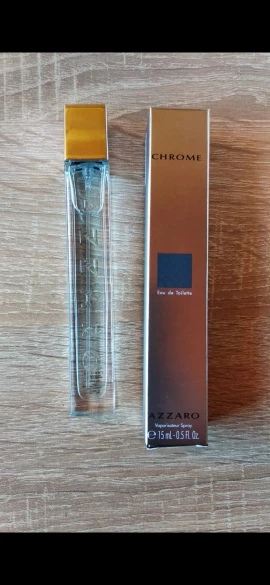 CHROME
Eau de Toilette
AZZARO
Vaporisateur Spray
℮ 15 mL - 0.5 Fl. Oz.